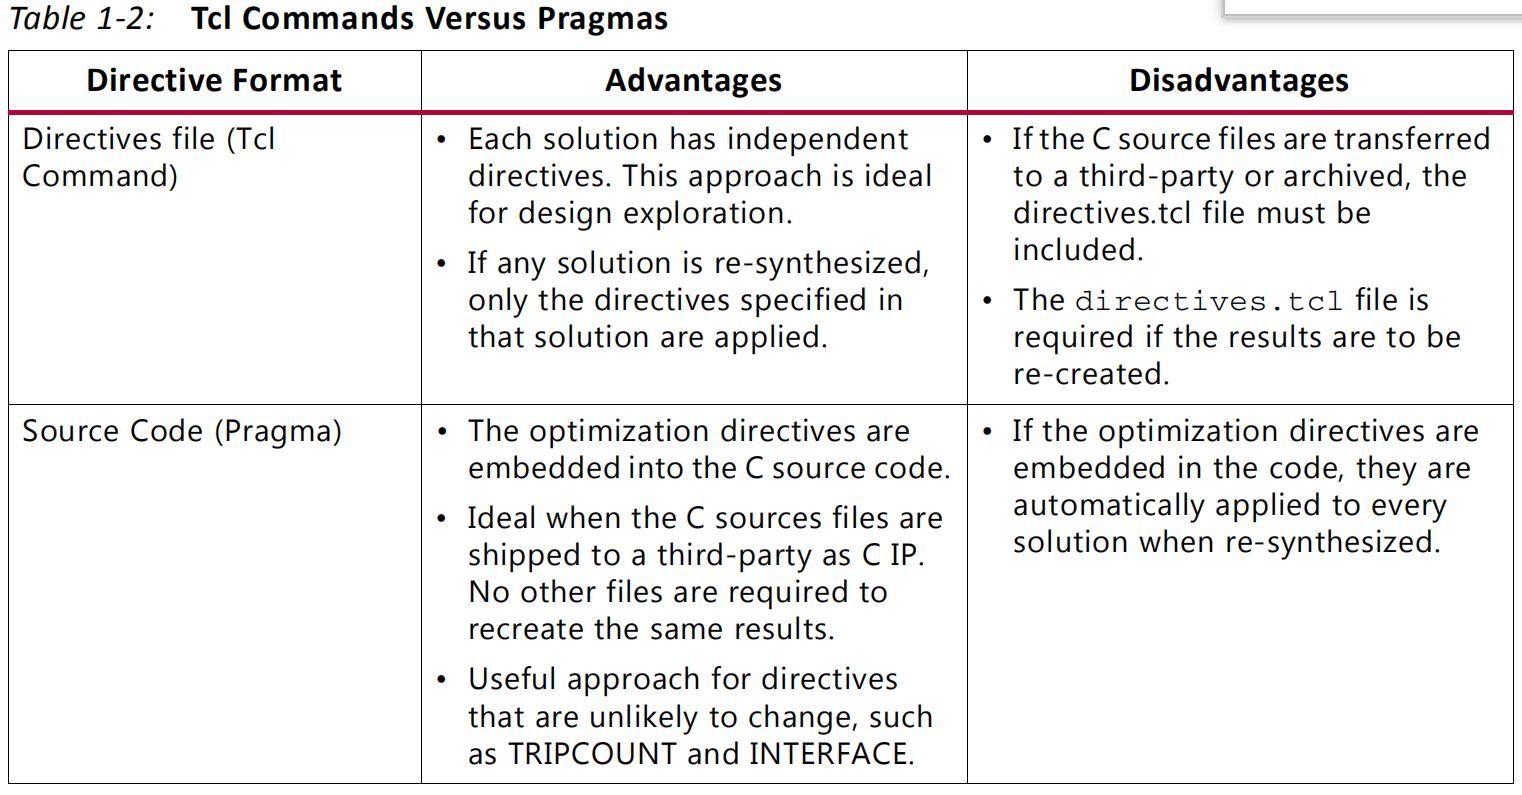 Table 1-2: Tcl Commands Versus Pragmas
Directive Format
Advantages
Disadvantages
Directives file (Tcl
Command)
• Each solution has independent
directives. This approach is ideal
for design exploration.
• If any solution is re-synthesized,
only the directives specified in
that solution are applied.
• If the C source files are transferred
to a third-party or archived, the
directives.tcl file must be
included.
• The directives.tcl file is
required if the results are to be
re-created.
Source Code (Pragma)
• The optimization directives are
embedded into the C source code.
• Ideal when the C sources files are
shipped to a third-party as C IP.
No other files are required to
recreate the same results.
• Useful approach for directives
that are unlikely to change, such
as TRIPCOUNT and INTERFACE.
• If the optimization directives are
embedded in the code, they are
automatically applied to every
solution when re-synthesized.